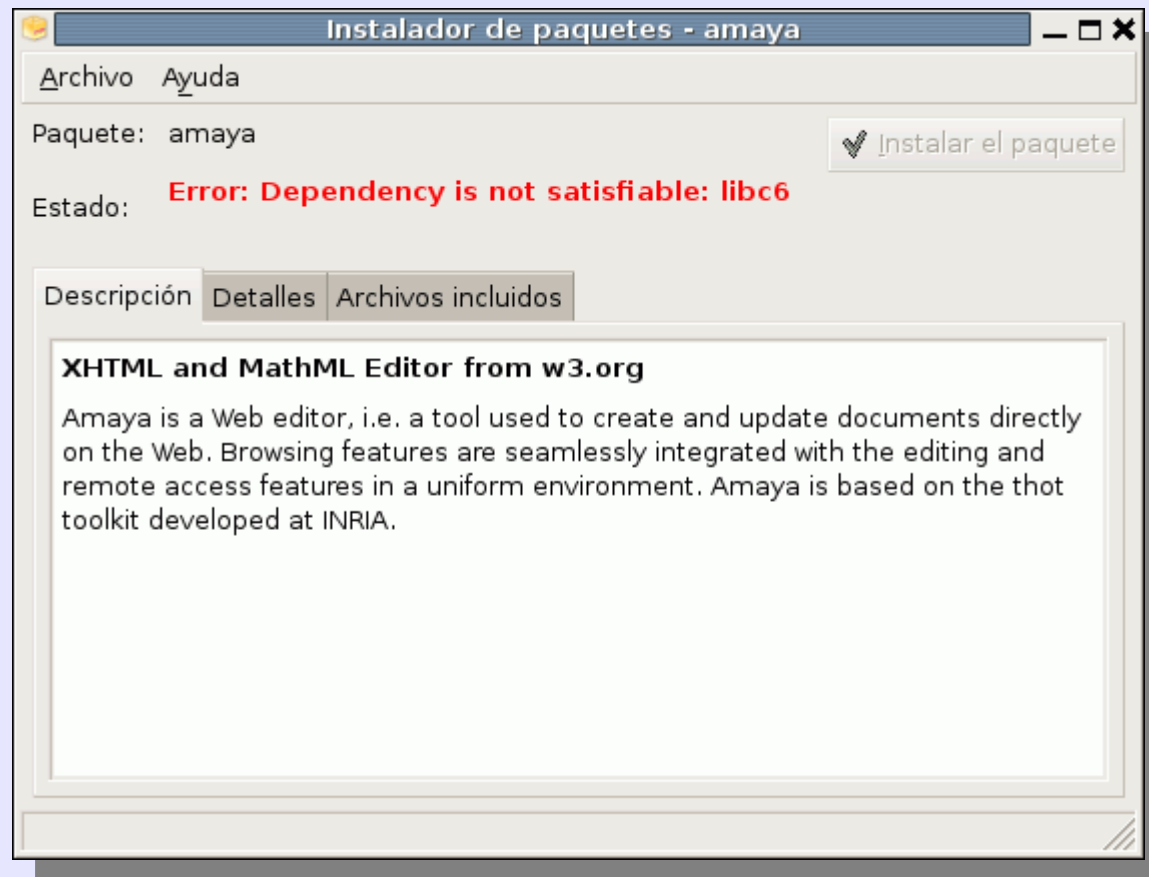 Instalador de paquetes - amaya
Archivo Ayuda
Paquete: amaya
Instalar el paquete
Estado: Error: Dependency is not satisfiable: libc6
Descripción Detalles Archivos incluidos
XHTML and MathML Editor from w3.org
Amaya is a Web editor, i.e. a tool used to create and update documents directly
on the Web. Browsing features are seamlessly integrated with the editing and
remote access features in a uniform environment. Amaya is based on the thot
toolkit developed at INRIA.